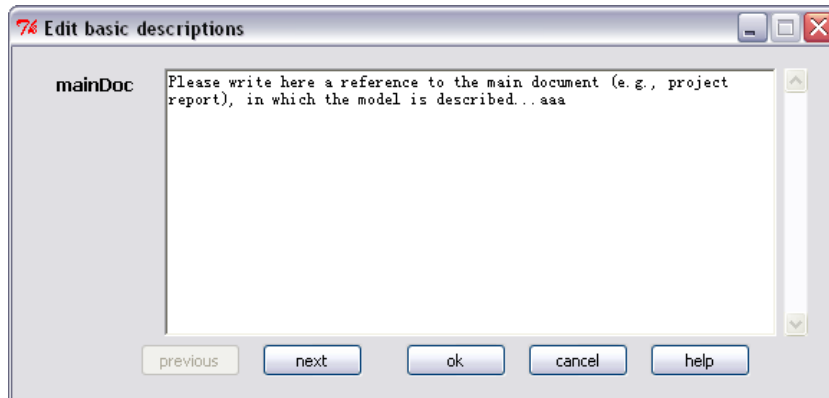 Edit basic descriptions
mainDoc
Please write here a reference to the main document (e.g., project
report), in which the model is described...aaa
previous next ok cancel help